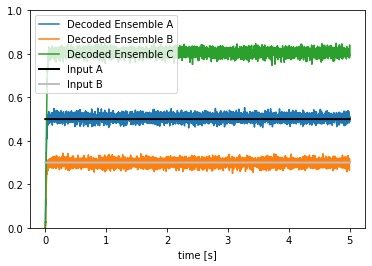 1.0
0.8
0.6
0.4
0.2
0.0
Decoded Ensemble A
Decoded Ensemble B
Decoded Ensemble C
Input A
Input B
0 1 2 3 4 5
time [s]